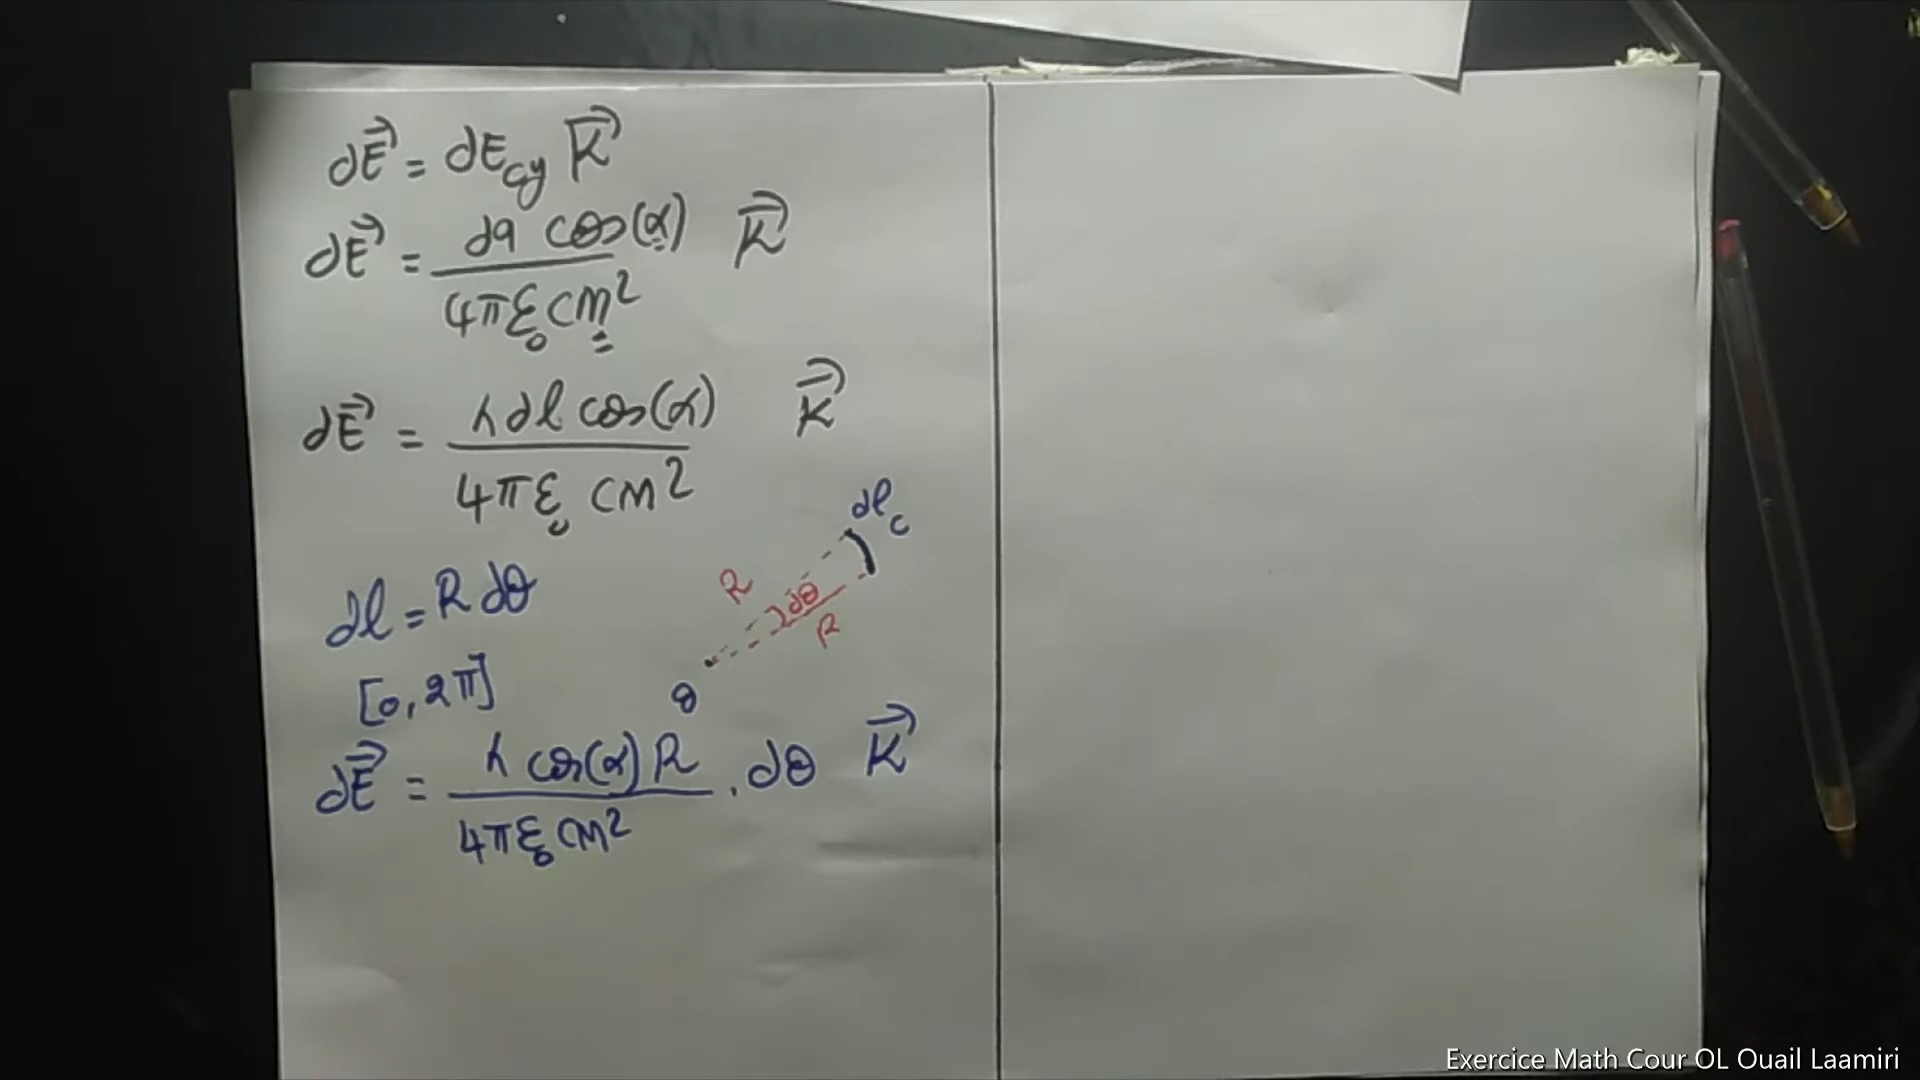 dE⃗ = dE_Cy K⃗
dE⃗ = dq cos(α) / 4πε₀ CM² K⃗
dE⃗ = λ dl cos(α) / 4πε₀ CM² K⃗
dl C
dl = R dθ
R
dθ
R
[0, 2π]
dE⃗ = λ cos(α) R / 4πε₀ CM² . dθ K⃗
Exercice Math Cour OL Ouail Laamiri